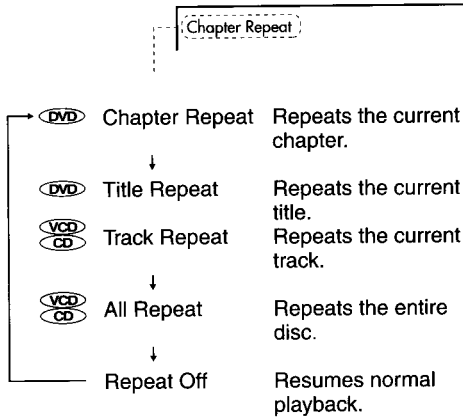 Chapter Repeat
DVD Chapter Repeat Repeats the current
chapter.
DVD Title Repeat Repeats the current
title.
VCD
CD Track Repeat Repeats the current
track.
VCD
CD All Repeat Repeats the entire
disc.
Repeat Off Resumes normal
playback.